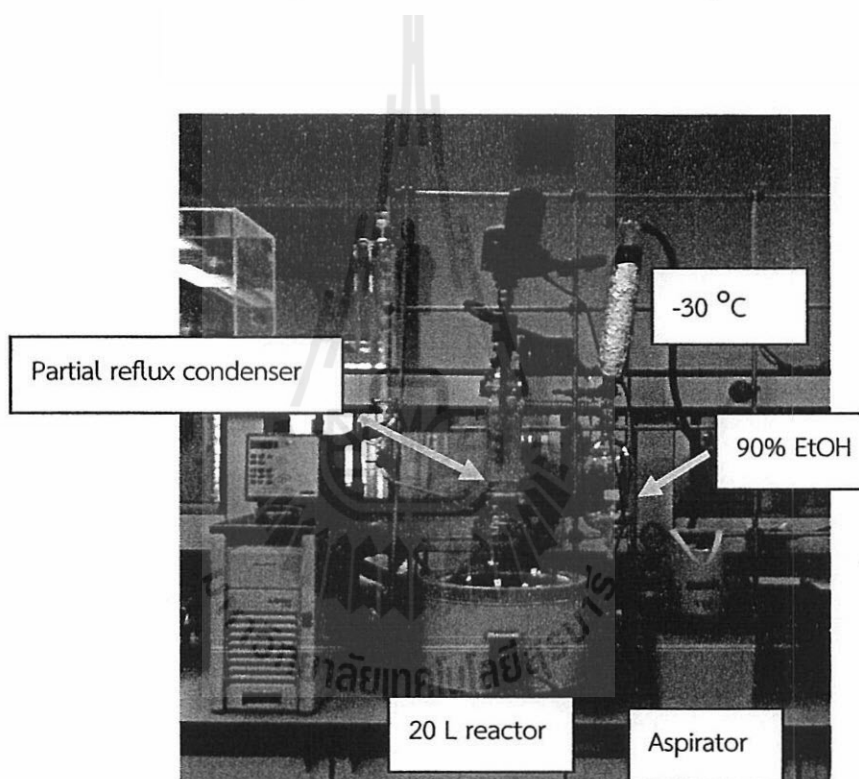 -30 °C
Partial reflux condenser
90% EtOH
20 L reactor
Aspirator